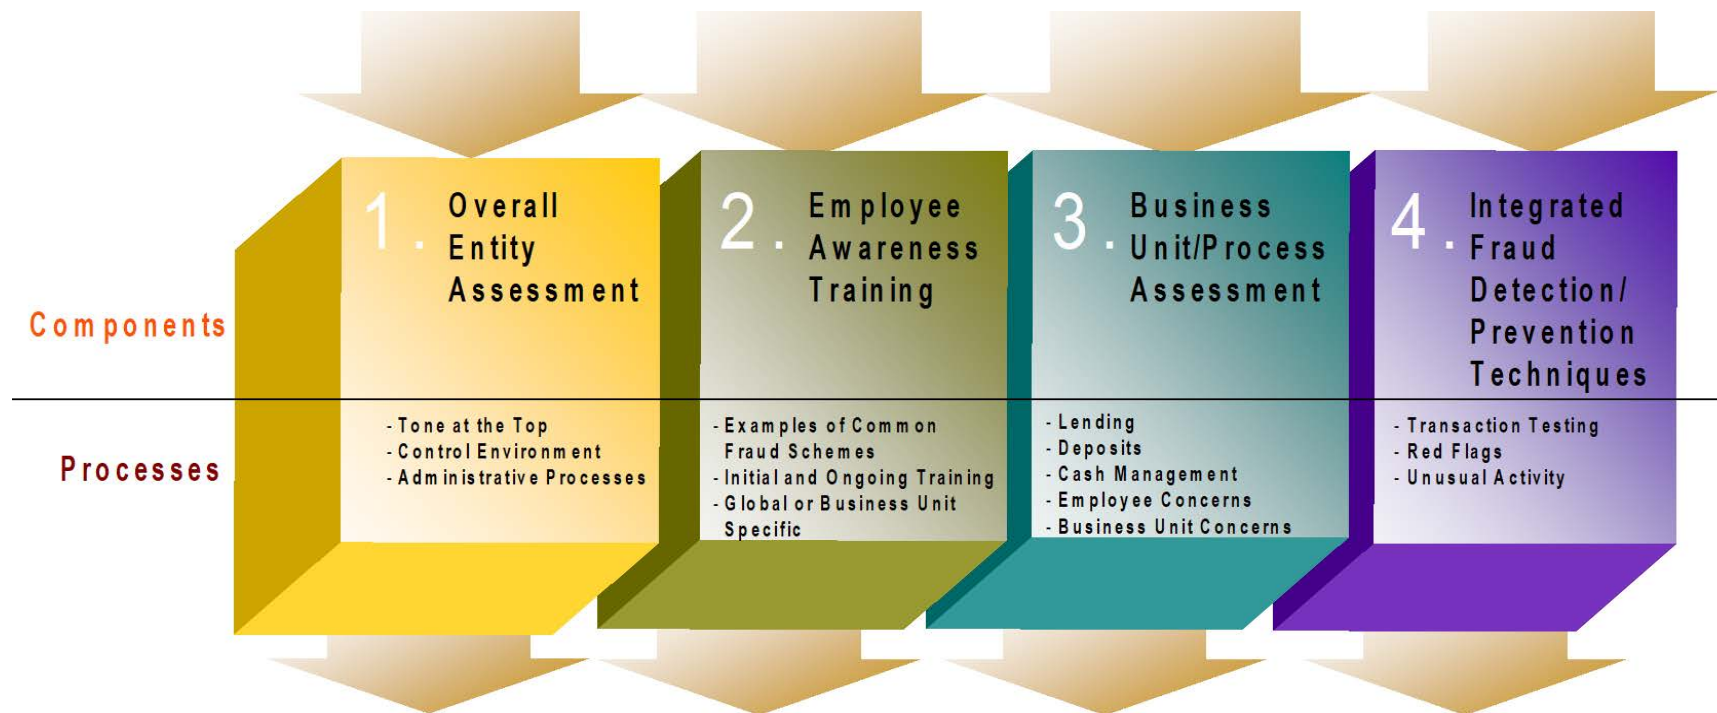 1. Overall
Entity
Assessment
2. Employee
Awareness
Training
3. Business
Unit/Process
Assessment
4. Integrated
Fraud
Detection/
Prevention
Techniques
Components
Processes
- Tone at the Top
- Control Environment
- Administrative Processes
- Examples of Common
Fraud Schemes
- Initial and Ongoing Training
- Global or Business Unit
Specific
- Lending
- Deposits
- Cash Management
- Employee Concerns
- Business Unit Concerns
- Transaction Testing
- Red Flags
- Unusual Activity